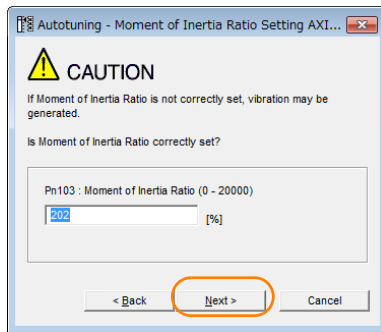 Autotuning - Moment of Inertia Ratio Setting AXI...
CAUTION
If Moment of Inertia Ratio is not correctly set, vibration may be
generated.
Is Moment of Inertia Ratio correctly set?
Pn103 : Moment of Inertia Ratio (0 - 20000)
202
[%]
< Back
Next >
Cancel